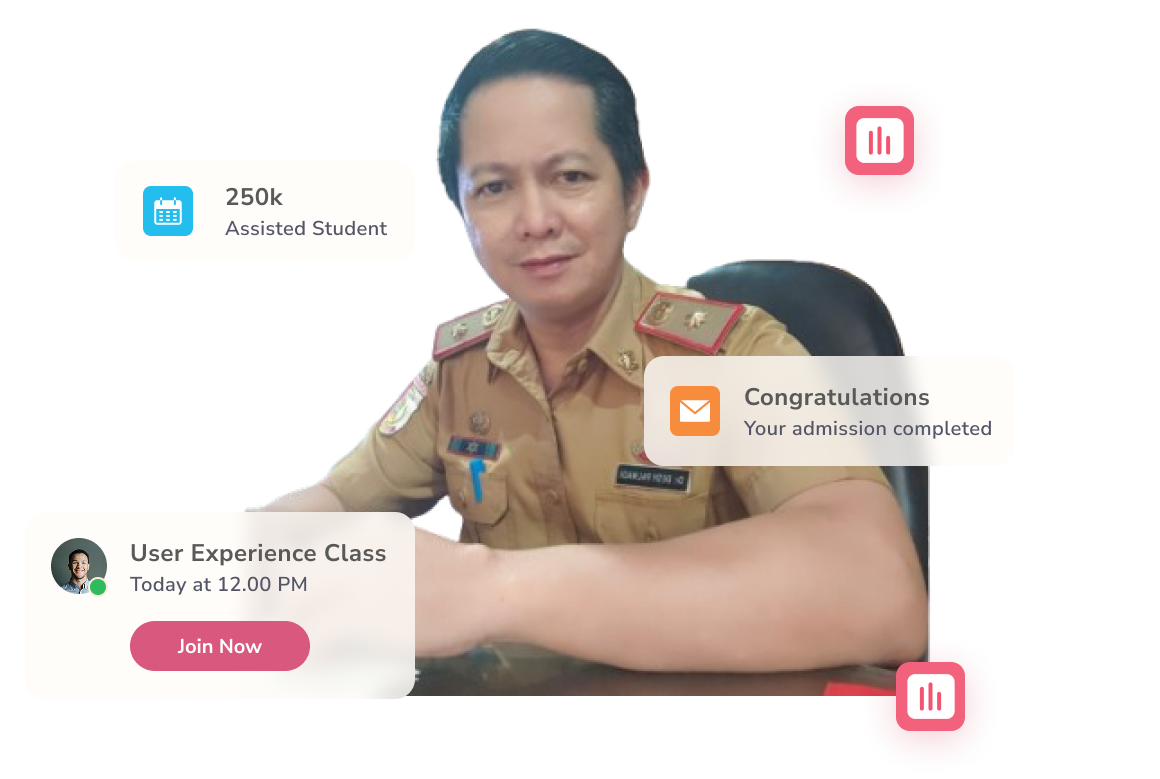 250k
Assisted Student
Congratulations
Your admission completed
User Experience Class
Today at 12.00 PM
Join Now